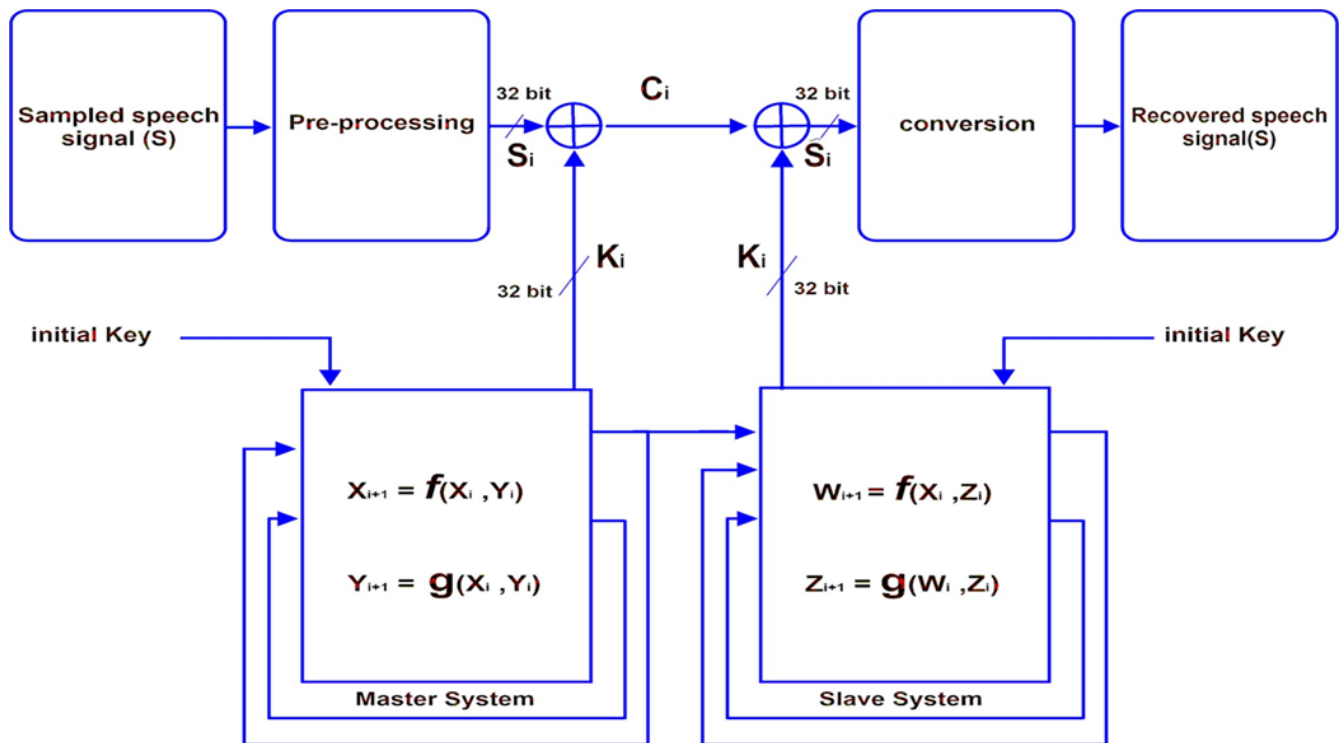 Sampled speech
signal (S)
Pre-processing
32 bit
Si
Ci
32 bit
Ŝi
conversion
Recovered speech
signal(S)
Ki
32 bit
Ki
32 bit
initial Key
initial Key
Xi+1 = f(Xi ,Yi)
Yi+1 = g(Xi ,Yi)
Master System
Wi+1 = f(Xi ,Zi)
Zi+1 = g(Wi ,Zi)
Slave System